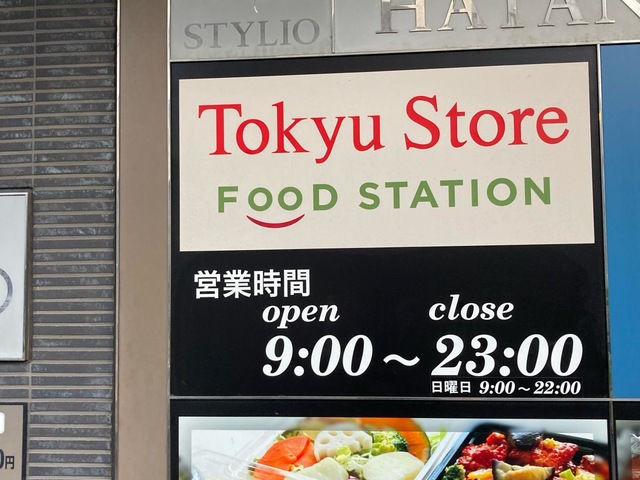 STYLIO
Tokyu Store
FOOD STATION
営業時間
open close
9:00～23:00
日曜日 9:00～22:00
円